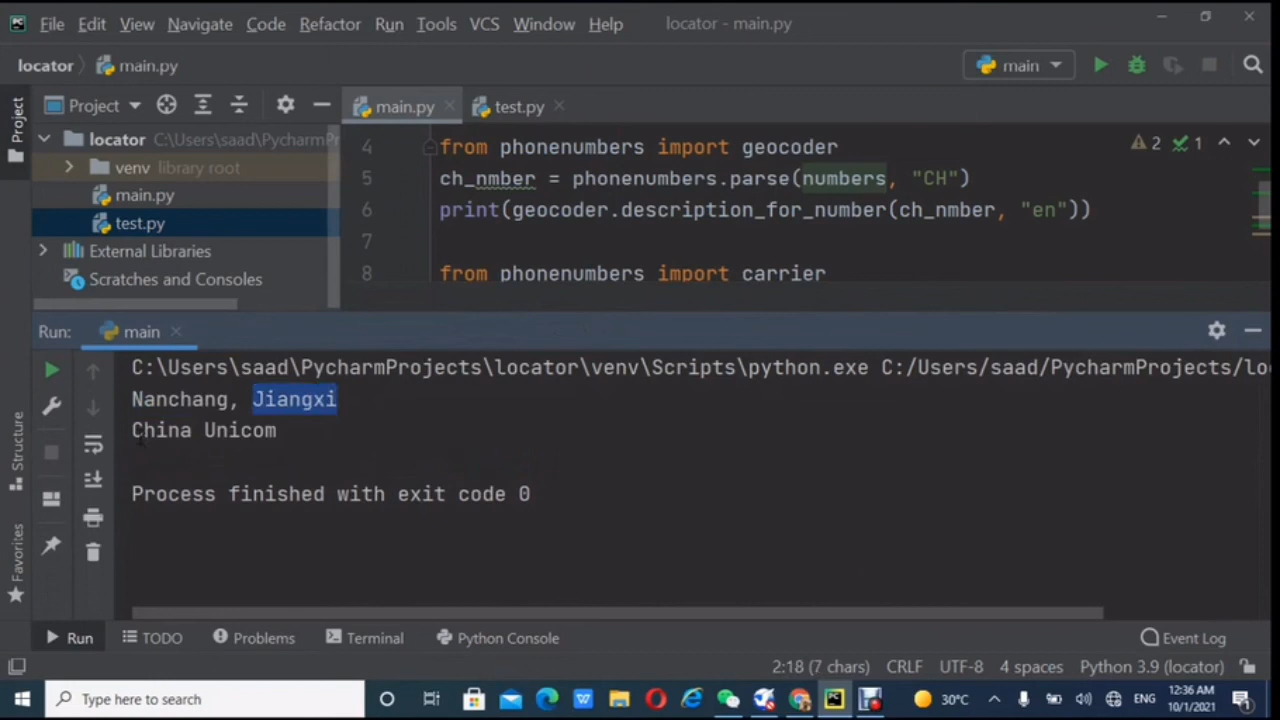 PC File Edit View Navigate Code Refactor Run Tools VCS Window Help locator - main.py
locator main.py main
Project main.py test.py
locator C:\Users\saad\PycharmPr
venv library root
main.py
test.py
External Libraries
Scratches and Consoles
Project
Structure
Favorites
4 from phonenumbers import geocoder
2 1
5 ch_nmber = phonenumbers.parse(numbers, "CH")
6 print(geocoder.description_for_number(ch_nmber, "en"))
7
8 from phonenumbers import carrier
Run: main
C:\Users\saad\PycharmProjects\locator\venv\Scripts\python.exe C:/Users/saad/PycharmProjects/lo
Nanchang, Jiangxi
China Unicom
Process finished with exit code 0
Run TODO Problems Terminal Python Console Event Log
2:18 (7 chars) CRLF UTF-8 4 spaces Python 3.9 (locator)
Type here to search
30°C ENG 12:36 AM
10/1/2021
1